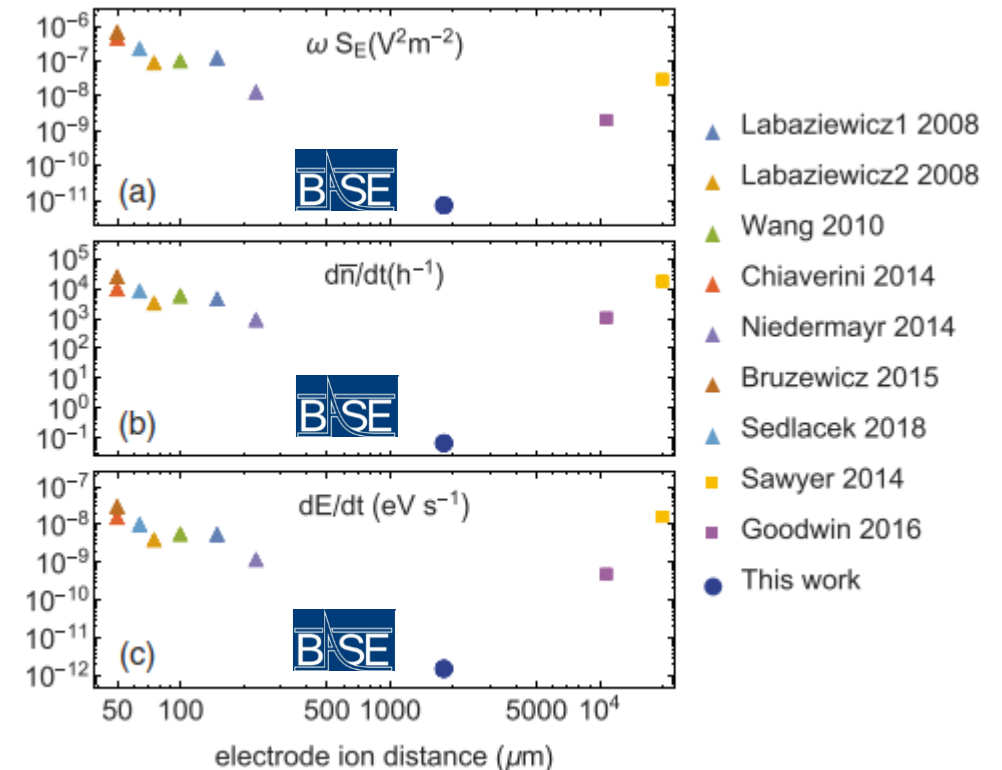 10⁻⁶
10⁻⁷
10⁻⁸
10⁻⁹
10⁻¹⁰
10⁻¹¹
ω S_E(V²m⁻²)
(a)
BASE
10⁵
10⁴
10³
10²
10¹
10⁰
10⁻¹
dn̅/dt(h⁻¹)
(b)
BASE
10⁻⁷
10⁻⁸
10⁻⁹
10⁻¹⁰
10⁻¹¹
10⁻¹²
dE/dt (eV s⁻¹)
(c)
BASE
50 100 500 1000 5000 10⁴
electrode ion distance (μm)
Labaziewicz1 2008
Labaziewicz2 2008
Wang 2010
Chiaverini 2014
Niedermayr 2014
Bruzewicz 2015
Sedlacek 2018
Sawyer 2014
Goodwin 2016
This work